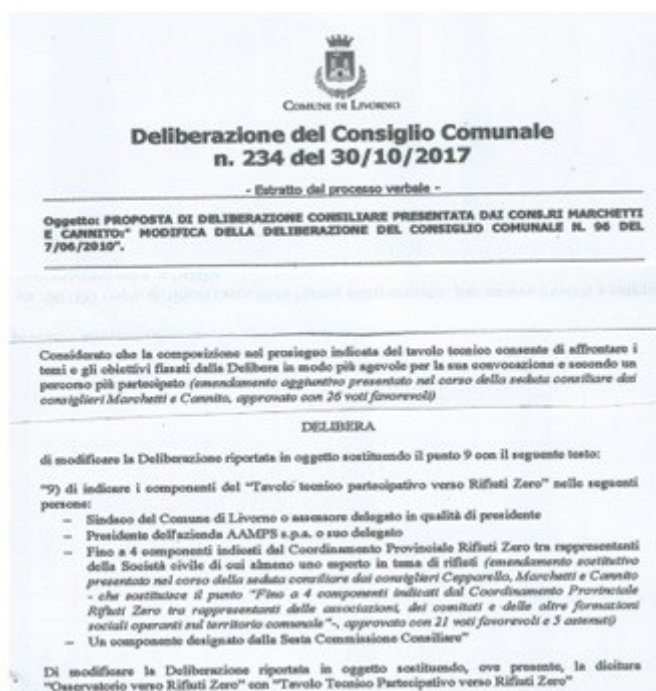 COMUNE DI LIVORNO
Deliberazione del Consiglio Comunale
n. 234 del 30/10/2017
- Estratto del processo verbale -
Oggetto: PROPOSTA DI DELIBERAZIONE CONSILIARE PRESENTATA DAI CONS.RI MARCHETTI
E CANNITO:" MODIFICA DELLA DELIBERAZIONE DEL CONSIGLIO COMUNALE N. 96 DEL
7/06/2010".
Considerato che la composizione nel prosieguo indicata del tavolo tecnico consente di affrontare i
temi e gli obiettivi fissati dalla Delibera in modo più agevole per la sua convocazione e secondo un
percorso più partecipato (emendamento aggiuntivo presentato nel corso della seduta consiliare dai
consiglieri Marchetti e Cannito, approvato con 26 voti favorevoli)
DELIBERA
di modificare la Deliberazione riportata in oggetto sostituendo il punto 9 con il seguente testo:
"9) di indicare i componenti del "Tavolo tecnico partecipativo verso Rifiuti Zero" nelle seguenti
persone:
– Sindaco del Comune di Livorno o assessore delegato in qualità di presidente
– Presidente dell'azienda AAMPS s.p.a. o suo delegato
– Fino a 4 componenti indicati dal Coordinamento Provinciale Rifiuti Zero tra rappresentanti
della Società civile di cui almeno uno esperto in tema di rifiuti (emendamento sostitutivo
presentato nel corso della seduta consiliare dai consiglieri Cepparello, Marchetti e Cannito
- che sostituisce il punto "Fino a 4 componenti indicati dal Coordinamento Provinciale
Rifiuti Zero tra rappresentanti delle associazioni, dei comitati e delle altre formazioni
sociali operanti sul territorio comunale"-, approvato con 21 voti favorevoli e 5 astenuti)
– Un componente designato dalla Sesta Commissione Consiliare"
Di modificare la Deliberazione riportata in oggetto sostituendo, ove presente, la dicitura
"Osservatorio verso Rifiuti Zero" con "Tavolo Tecnico Partecipativo verso Rifiuti Zero"